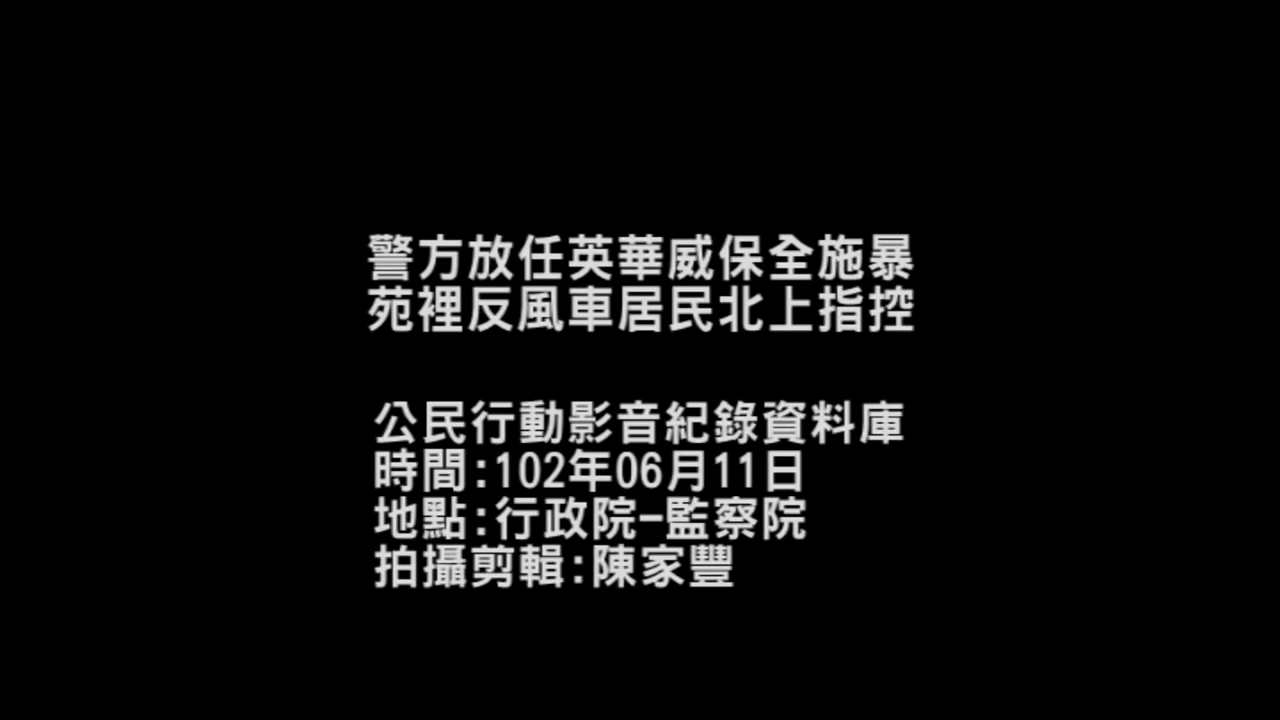 警方放任英華威保全施暴
苑裡反風車居民北上指控
公民行動影音紀錄資料庫
時間:102年06月11日
地點:行政院-監察院
拍攝剪輯:陳家豐